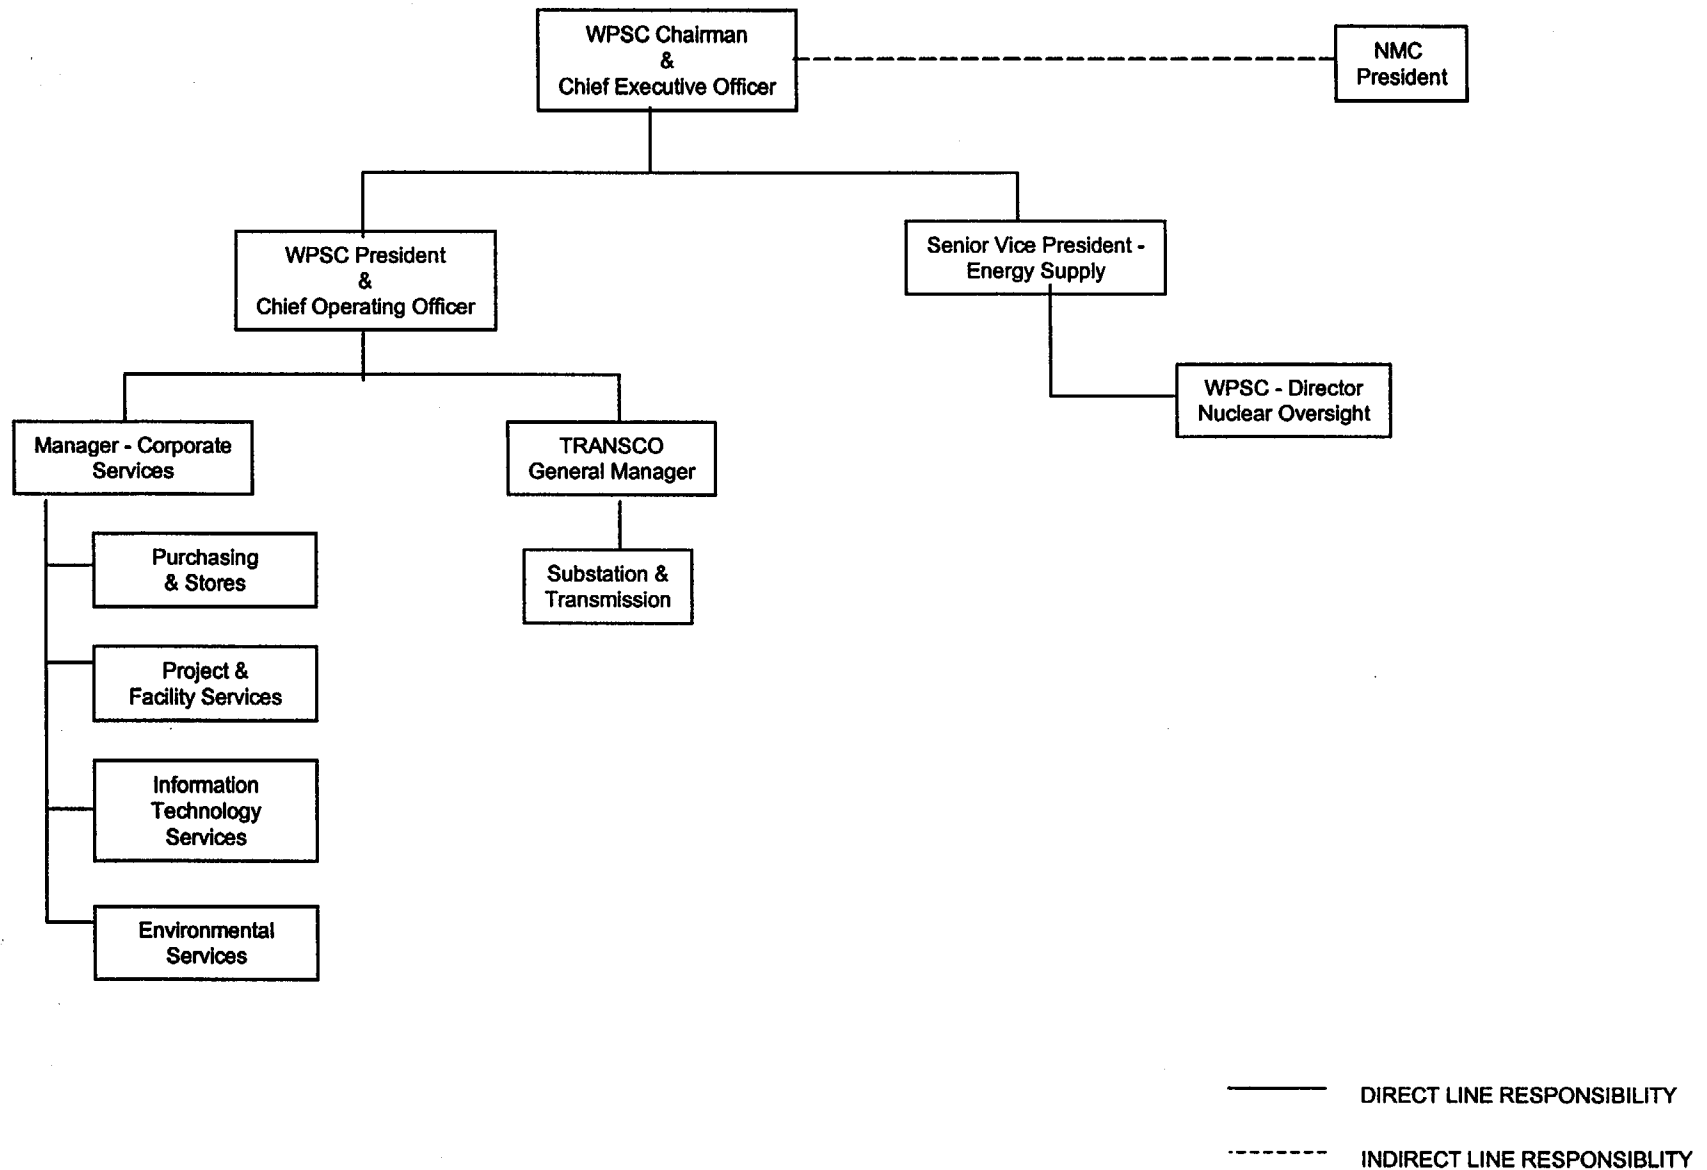 WPSC Chairman
&
Chief Executive Officer
NMC
President
WPSC President
&
Chief Operating Officer
Senior Vice President -
Energy Supply
WPSC - Director
Nuclear Oversight
Manager - Corporate
Services
TRANSCO
General Manager
Purchasing
& Stores
Substation &
Transmission
Project &
Facility Services
Information
Technology
Services
Environmental
Services
DIRECT LINE RESPONSIBILITY
INDIRECT LINE RESPONSIBLITY